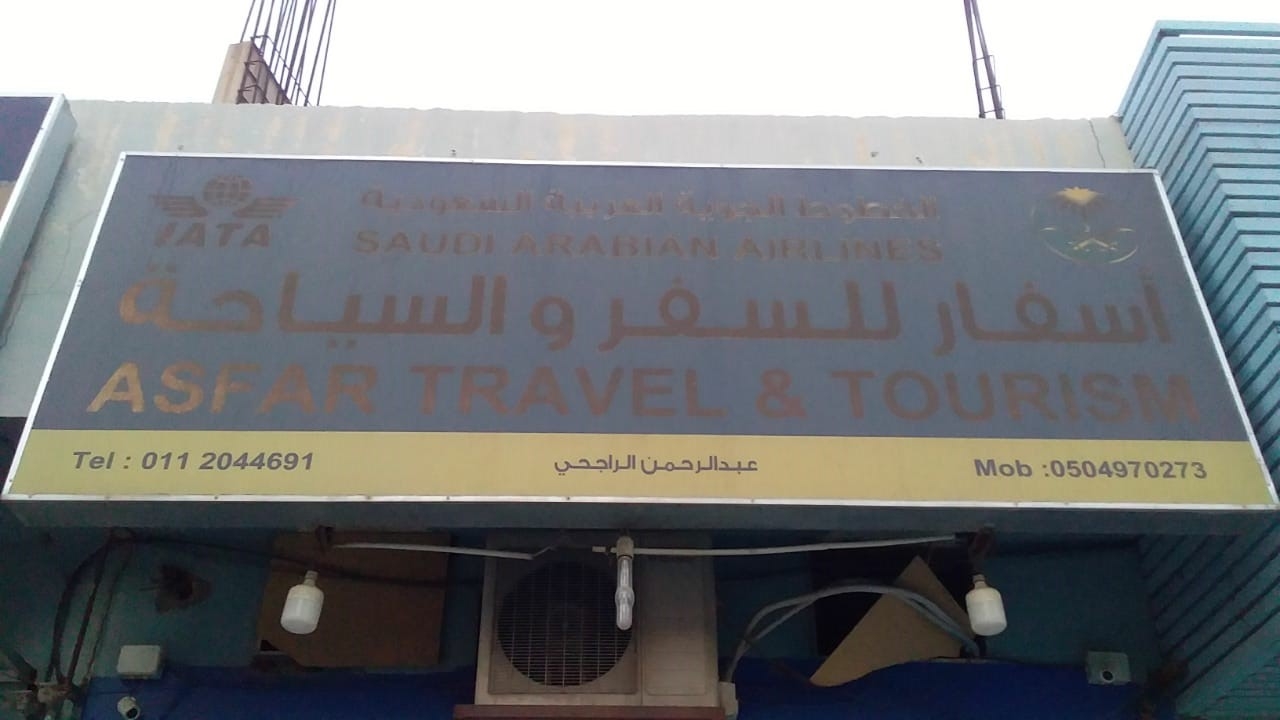 IATA
الخطوط الجوية العربية السعودية
SAUDI ARABIAN AIRLINES
أسفار للسفر و السياحة
ASFAR TRAVEL & TOURISM
Tel : 011 2044691
عبدالرحمن الراجحي
Mob :0504970273